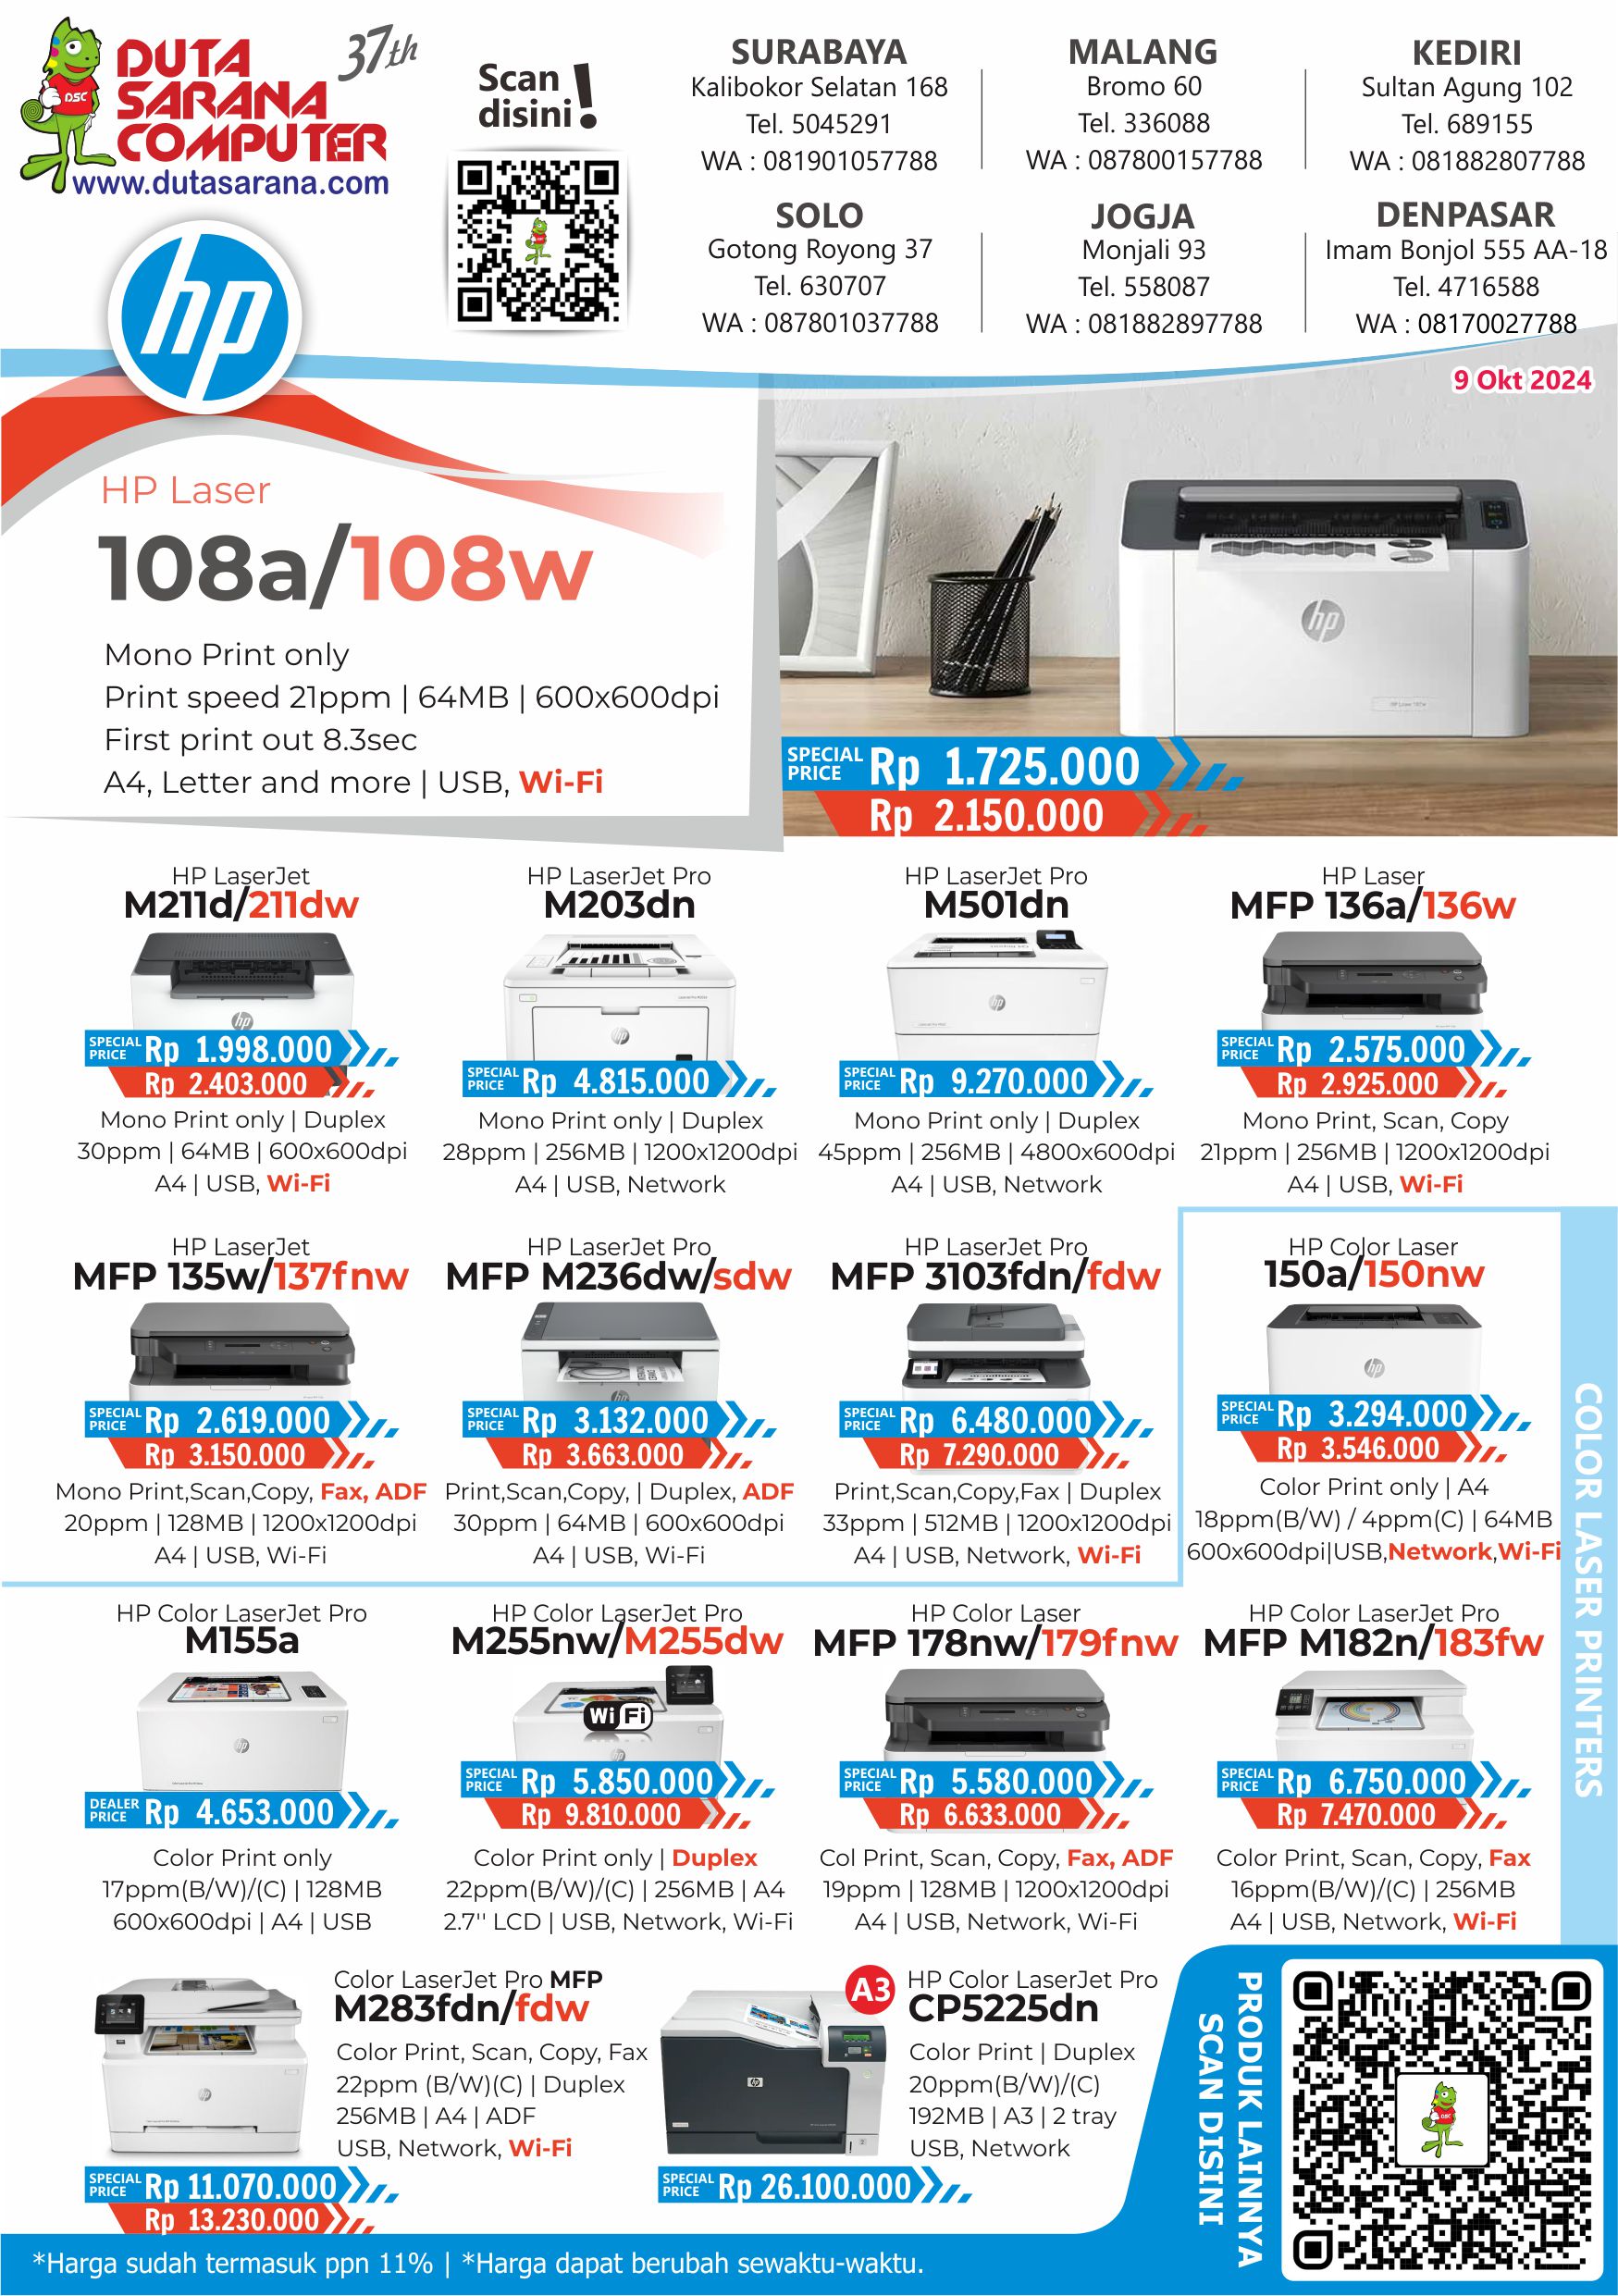 DUTA
SARANA
COMPUTER
37th
www.dutasarana.com
DSC
Scan
disini!
SURABAYA
Kalibokor Selatan 168
Tel. 5045291
WA : 081901057788
MALANG
Bromo 60
Tel. 336088
WA : 087800157788
KEDIRI
Sultan Agung 102
Tel. 689155
WA : 081882807788
SOLO
Gotong Royong 37
Tel. 630707
WA : 087801037788
JOGJA
Monjali 93
Tel. 558087
WA : 081882897788
DENPASAR
Imam Bonjol 555 AA-18
Tel. 4716588
WA : 08170027788
hp
9 Okt 2024
HP Laser
108a/108w
Mono Print only
Print speed 21ppm | 64MB | 600x600dpi
First print out 8.3sec
A4, Letter and more | USB, Wi-Fi
SPECIAL PRICE Rp 1.725.000
Rp 2.150.000
HP LaserJet
M211d/211dw
SPECIAL PRICE Rp 1.998.000
Rp 2.403.000
Mono Print only | Duplex
30ppm | 64MB | 600x600dpi
A4 | USB, Wi-Fi
HP LaserJet Pro
M203dn
SPECIAL PRICE Rp 4.815.000
Mono Print only | Duplex
28ppm | 256MB | 1200x1200dpi
A4 | USB, Network
HP LaserJet Pro
M501dn
SPECIAL PRICE Rp 9.270.000
Mono Print only | Duplex
45ppm | 256MB | 4800x600dpi
A4 | USB, Network
HP Laser
MFP 136a/136w
SPECIAL PRICE Rp 2.575.000
Rp 2.925.000
Mono Print, Scan, Copy
21ppm | 256MB | 1200x1200dpi
A4 | USB, Wi-Fi
HP LaserJet
MFP 135w/137fnw
SPECIAL PRICE Rp 2.619.000
Rp 3.150.000
Mono Print,Scan,Copy, Fax, ADF
20ppm | 128MB | 1200x1200dpi
A4 | USB, Wi-Fi
HP LaserJet Pro
MFP M236dw/sdw
SPECIAL PRICE Rp 3.132.000
Rp 3.663.000
Print,Scan,Copy, | Duplex, ADF
30ppm | 64MB | 600x600dpi
A4 | USB, Wi-Fi
HP LaserJet Pro
MFP 3103fdn/fdw
SPECIAL PRICE Rp 6.480.000
Rp 7.290.000
Print,Scan,Copy,Fax | Duplex
33ppm | 512MB | 1200x1200dpi
A4 | USB, Network, Wi-Fi
HP Color Laser
150a/150nw
SPECIAL PRICE Rp 3.294.000
Rp 3.546.000
Color Print only | A4
18ppm(B/W) / 4ppm(C) | 64MB
600x600dpi|USB,Network,Wi-Fi
COLOR LASER PRINTERS
HP Color LaserJet Pro
M155a
DEALER PRICE Rp 4.653.000
Color Print only
17ppm(B/W)/(C) | 128MB
600x600dpi | A4 | USB
HP Color LaserJet Pro
M255nw/M255dw
Wi Fi
SPECIAL PRICE Rp 5.850.000
Rp 9.810.000
Color Print only | Duplex
22ppm(B/W)/(C) | 256MB | A4
2.7'' LCD | USB, Network, Wi-Fi
HP Color Laser
MFP 178nw/179fnw
SPECIAL PRICE Rp 5.580.000
Rp 6.633.000
Col Print, Scan, Copy, Fax, ADF
19ppm | 128MB | 1200x1200dpi
A4 | USB, Network, Wi-Fi
HP Color LaserJet Pro
MFP M182n/183fw
SPECIAL PRICE Rp 6.750.000
Rp 7.470.000
Color Print, Scan, Copy, Fax
16ppm(B/W)/(C) | 256MB
A4 | USB, Network, Wi-Fi
Color LaserJet Pro MFP
M283fdn/fdw
Color Print, Scan, Copy, Fax
22ppm (B/W)(C) | Duplex
256MB | A4 | ADF
USB, Network, Wi-Fi
SPECIAL PRICE Rp 11.070.000
Rp 13.230.000
A3
HP Color LaserJet Pro
CP5225dn
Color Print | Duplex
20ppm(B/W)/(C)
192MB | A3 | 2 tray
USB, Network
SPECIAL PRICE Rp 26.100.000
PRODUK LAINNYA
SCAN DISINI
*Harga sudah termasuk ppn 11% | *Harga dapat berubah sewaktu-waktu.